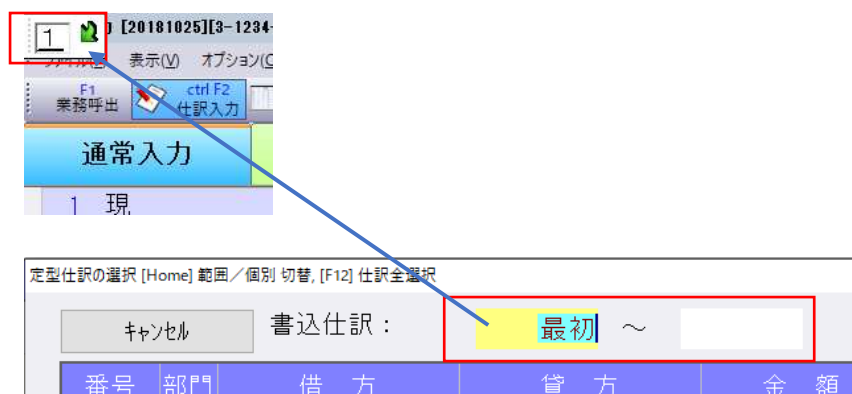 1 [20181025][3-1234-
表示(V) オプション(O
F1 ctrl F2
業務呼出 仕訳入力
通常入力
1 現
定型仕訳の選択 [Home] 範囲／個別 切替, [F12] 仕訳全選択
ｷｬﾝｾﾙ 書込仕訳： 最初 ～
番号 部門 借 方 貸 方 金 額